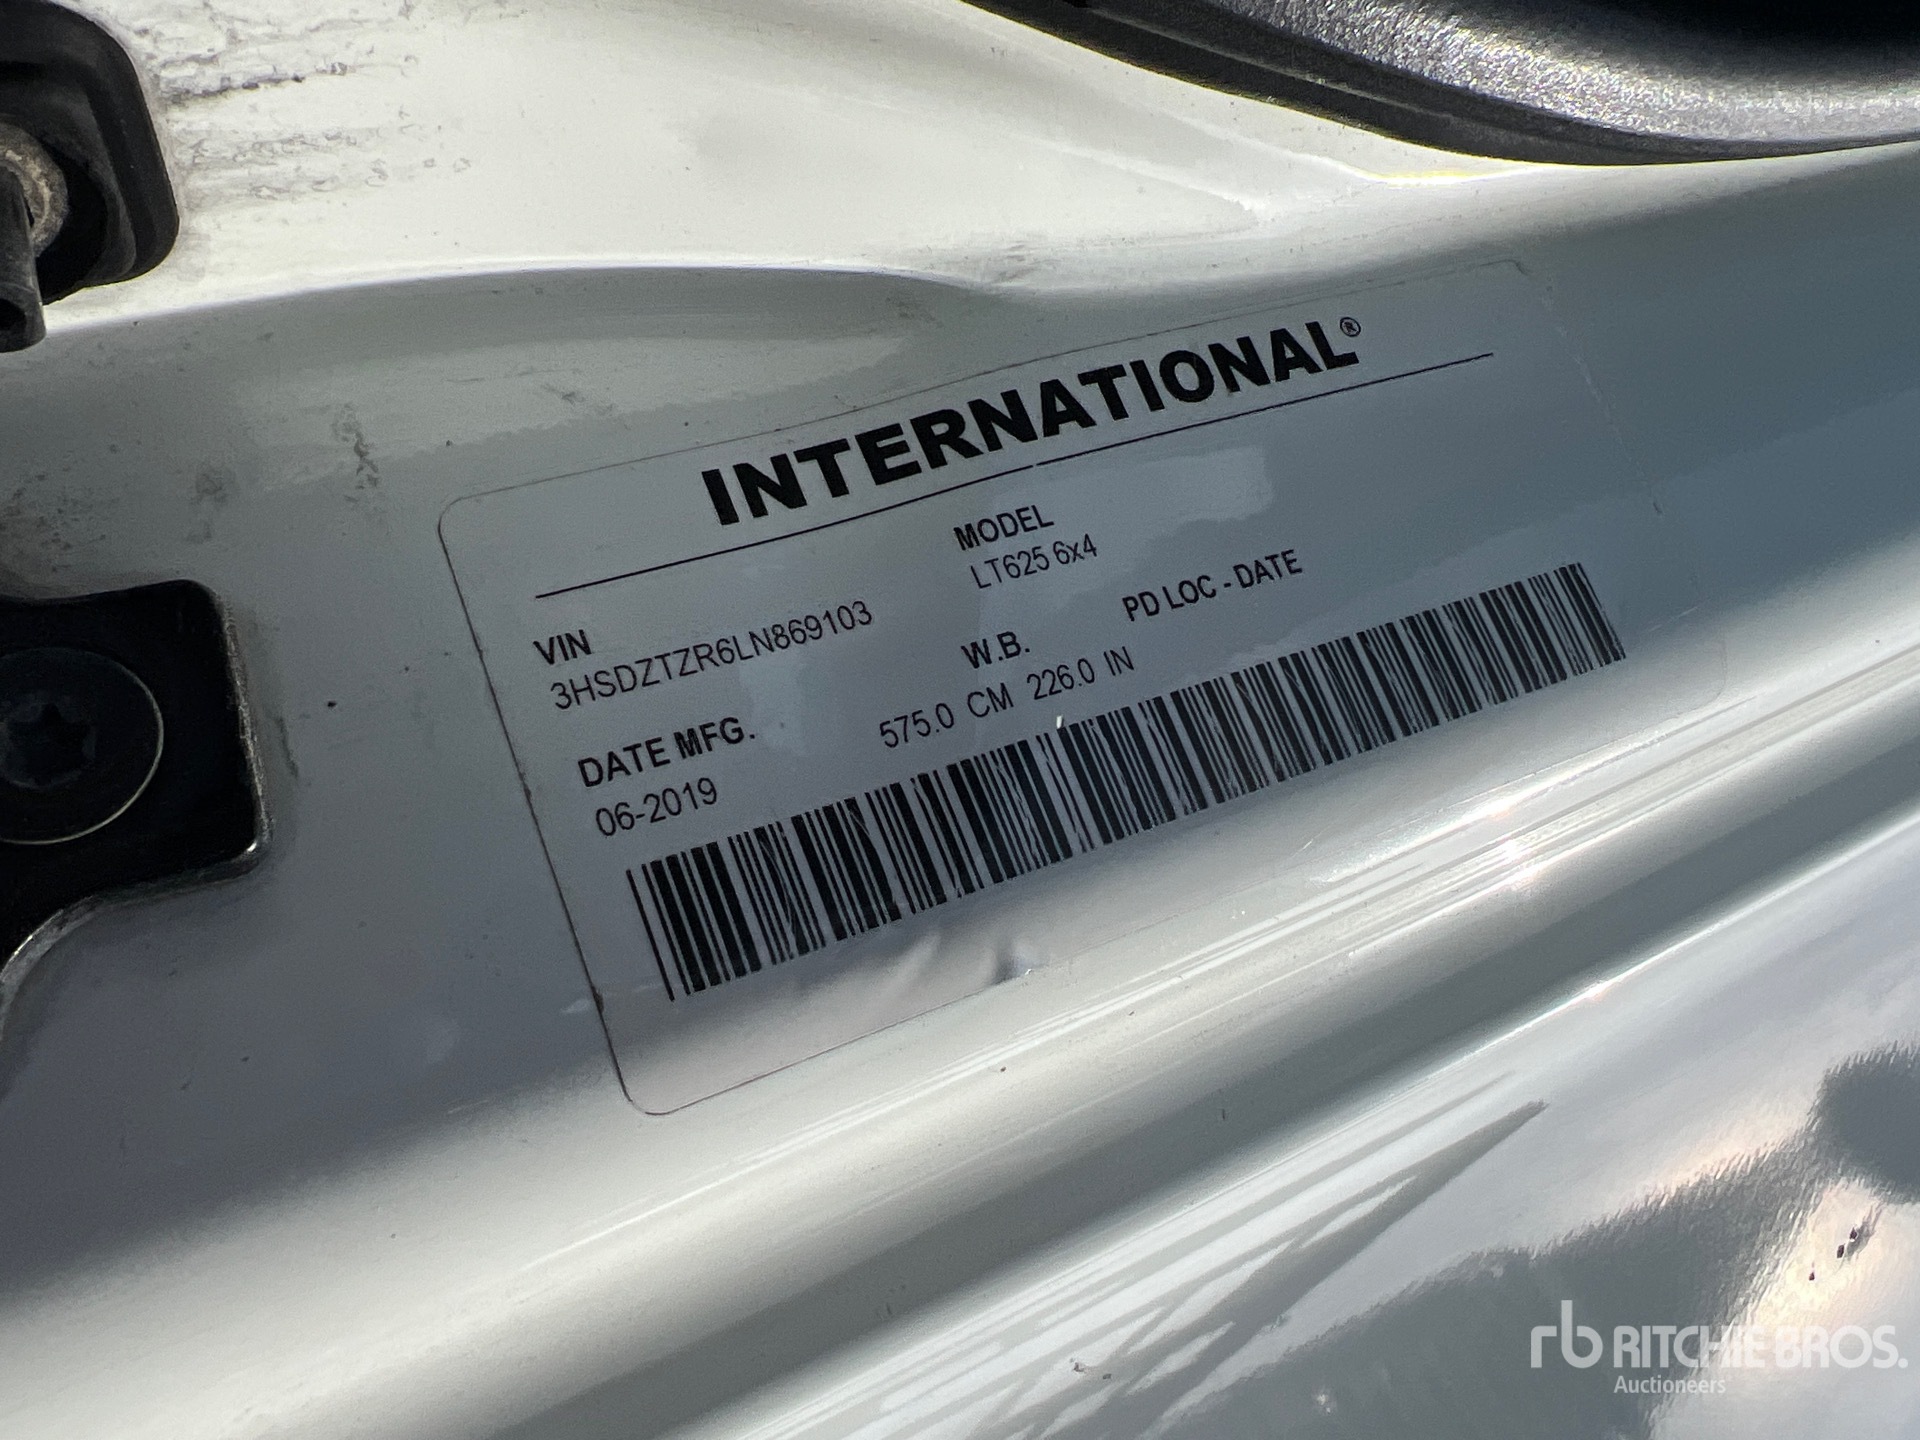 INTERNATIONAL®
VIN
3HSDZTZR6LN869103
MODEL
LT625 6x4
DATE MFG.
06-2019
W.B.
575.0 CM 226.0 IN
PD LOC - DATE
rb RITCHIE BROS.
Auctioneers